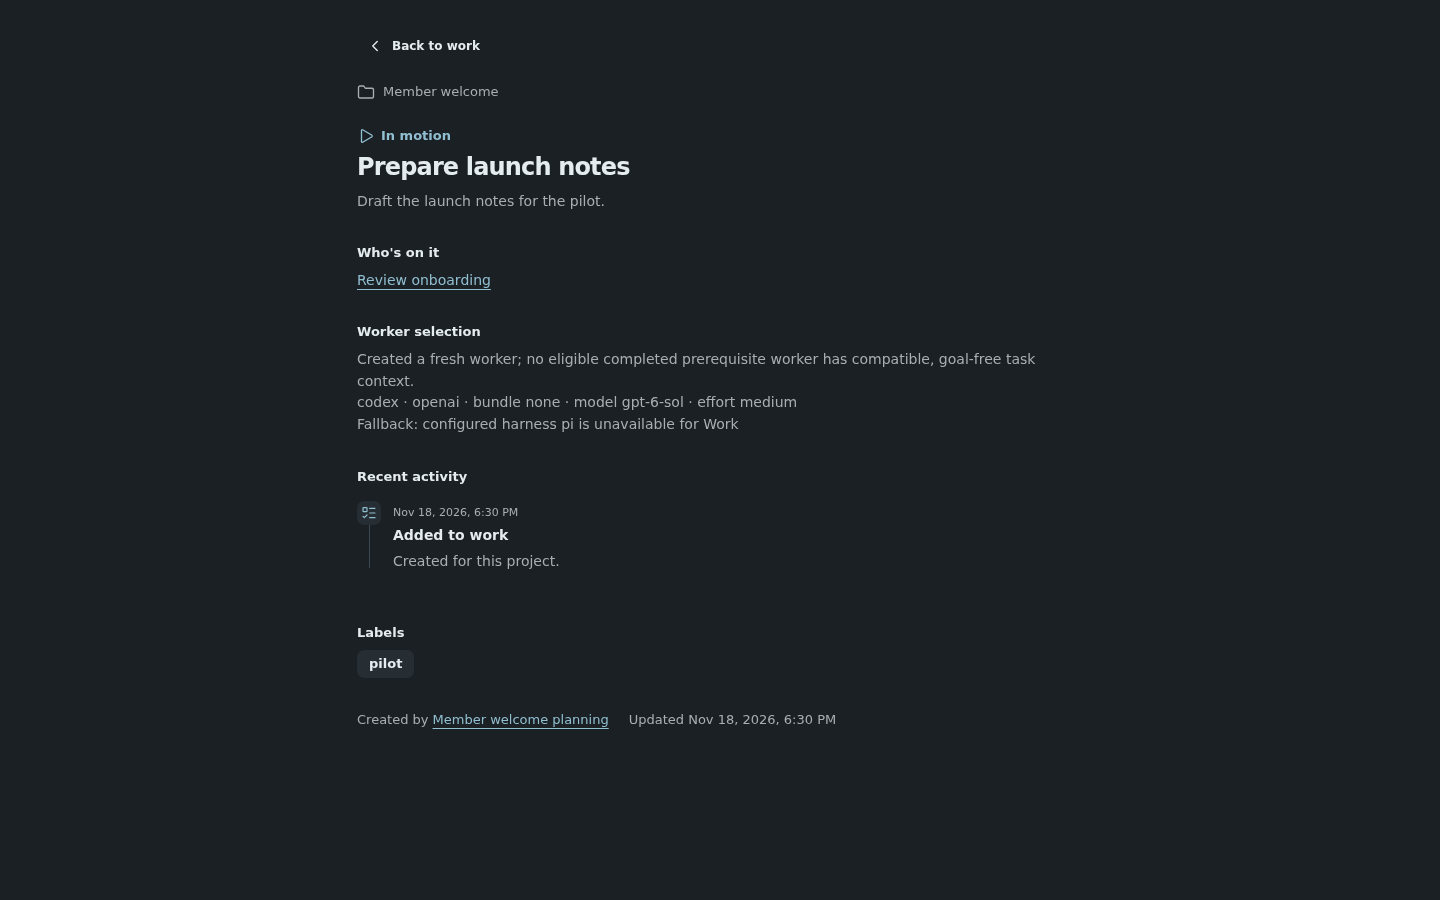 Back to work
Member welcome
In motion
Prepare launch notes
Draft the launch notes for the pilot.
Who's on it
Review onboarding
Worker selection
Created a fresh worker; no eligible completed prerequisite worker has compatible, goal-free task
context.
codex · openai · bundle none · model gpt-6-sol · effort medium
Fallback: configured harness pi is unavailable for Work
Recent activity
Nov 18, 2026, 6:30 PM
Added to work
Created for this project.
Labels
pilot
Created by Member welcome planning Updated Nov 18, 2026, 6:30 PM